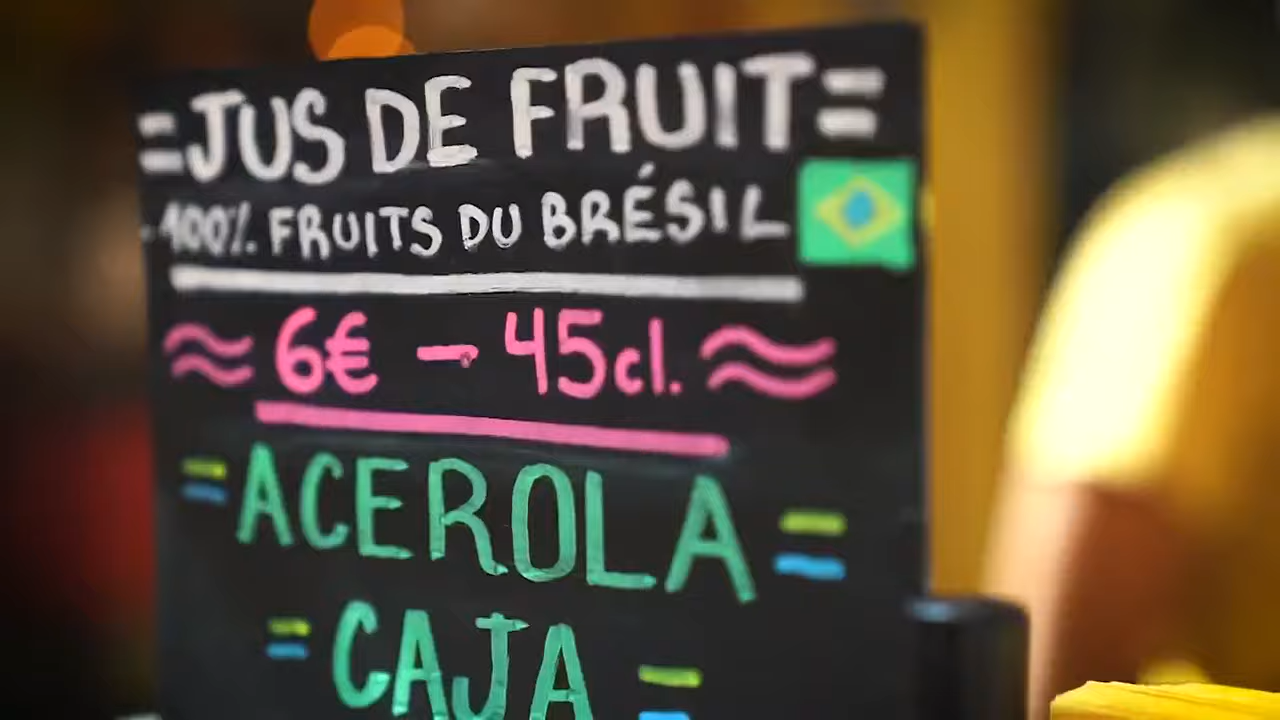 =JUS DE FRUIT=
100% FRUITS DU BRÉSIL
≈ 6€ - 45cl. ≈
= ACEROLA =
= CAJA =